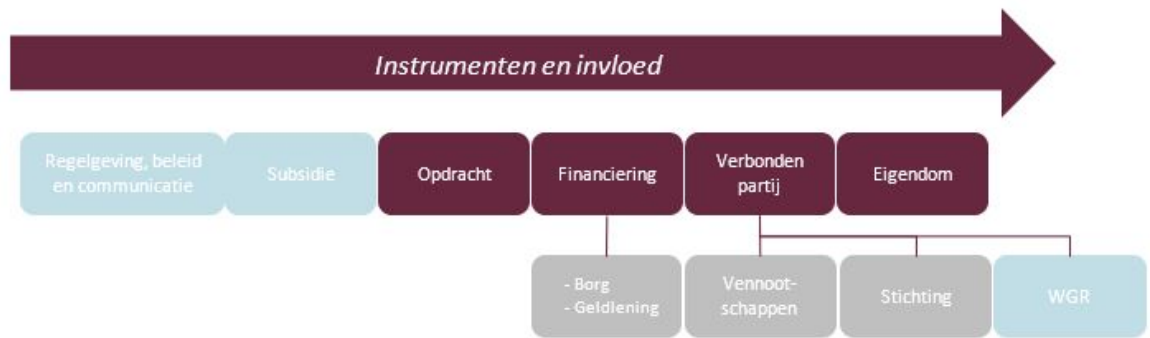 Instrumenten en invloed
Regelgeving, beleid
en communicatie
Subsidie
Opdracht
Financiering
Verbonden
partij
Eigendom
- Borg
- Geldlening
Vennoot-
schappen
Stichting
WGR